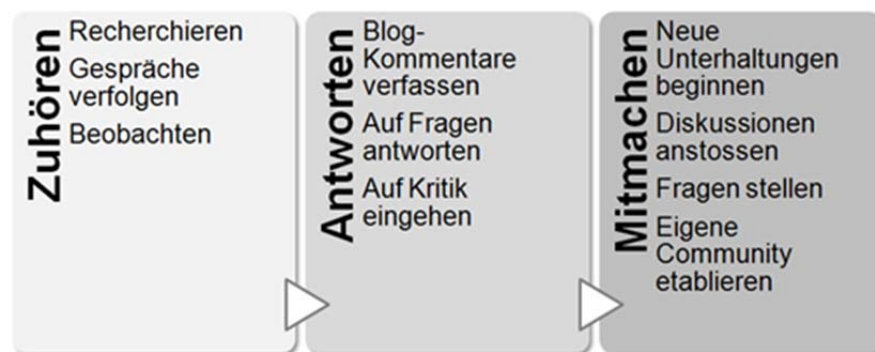 Zuhören
Recherchieren
Gespräche
verfolgen
Beobachten
Antworten
Blog-
Kommentare
verfassen
Auf Fragen
antworten
Auf Kritik
eingehen
Mitmachen
Neue
Unterhaltungen
beginnen
Diskussionen
anstossen
Fragen stellen
Eigene
Community
etablieren